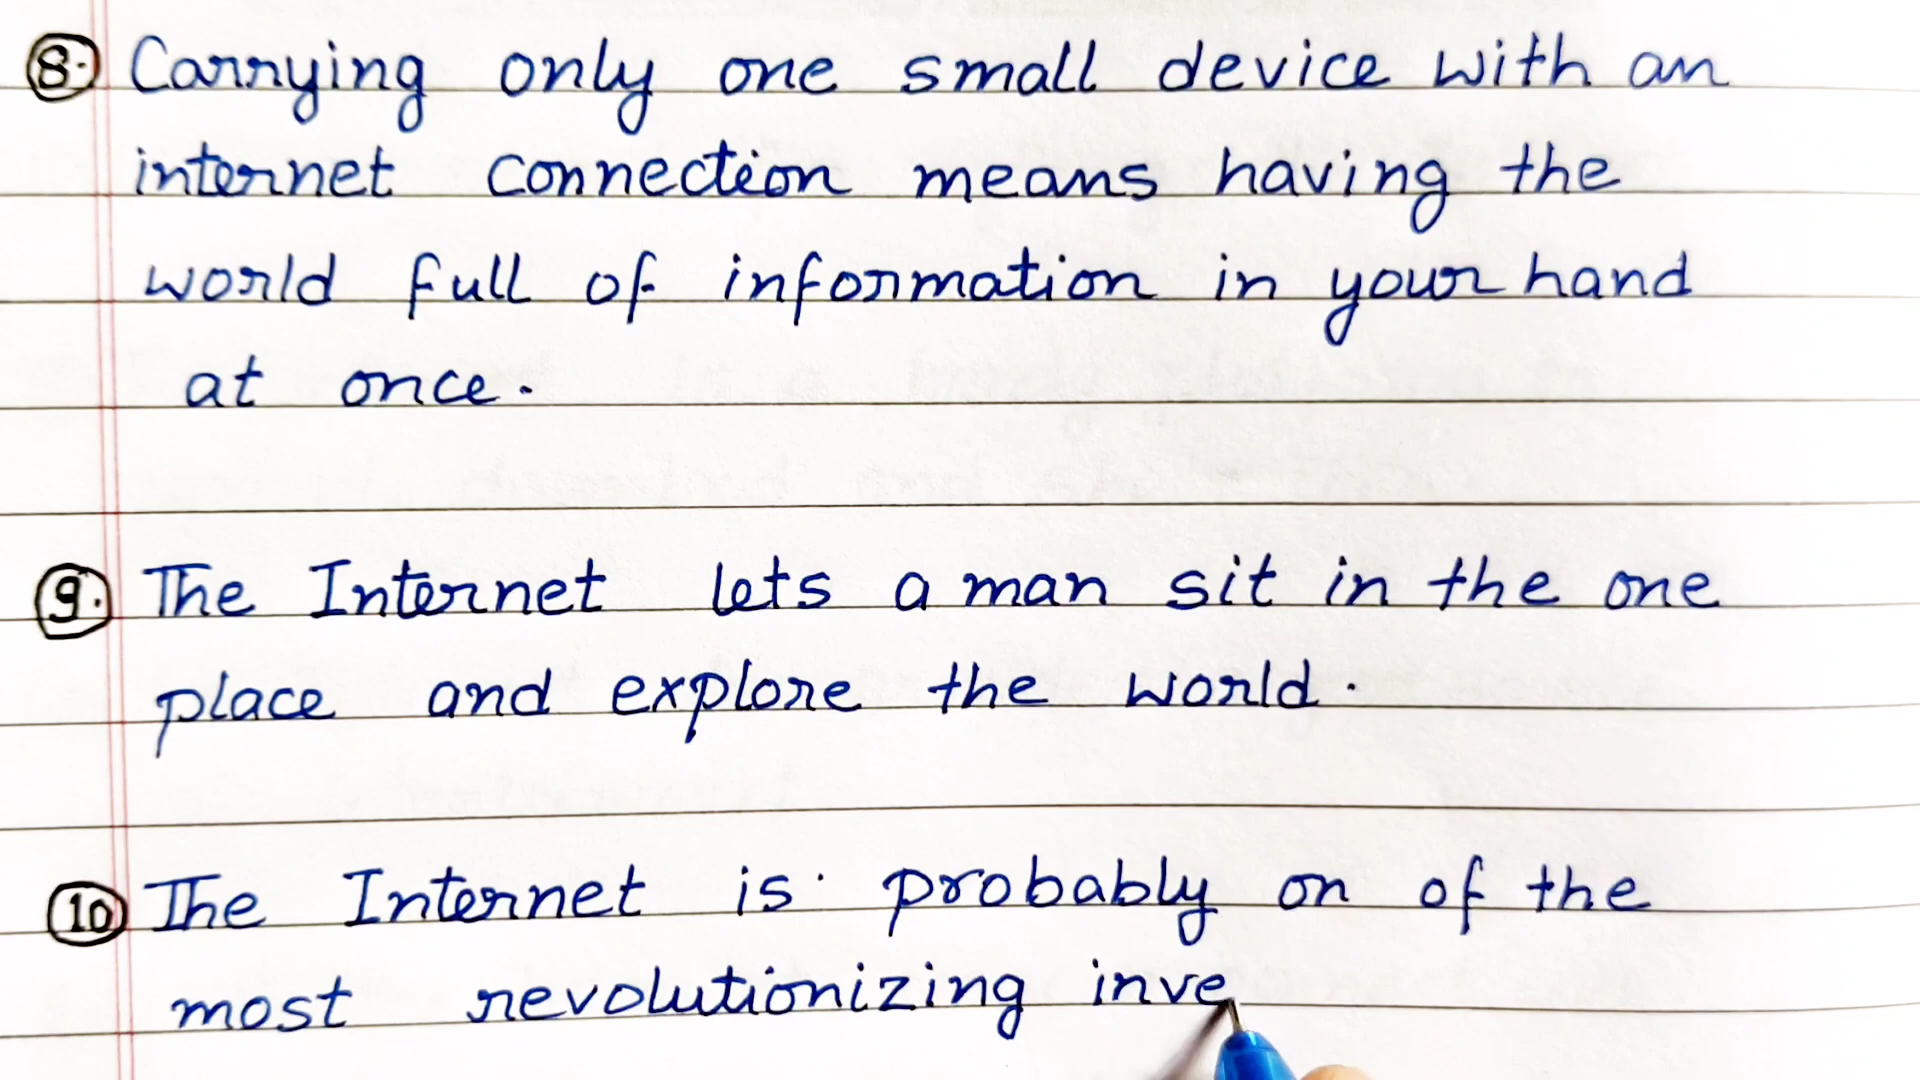 8. Carrying only one small device with an
internet connection means having the
world full of information in your hand
at once.
9. The Internet lets a man sit in the one
place and explore the world.
10 The Internet is probably on of the
most revolutionizing inve